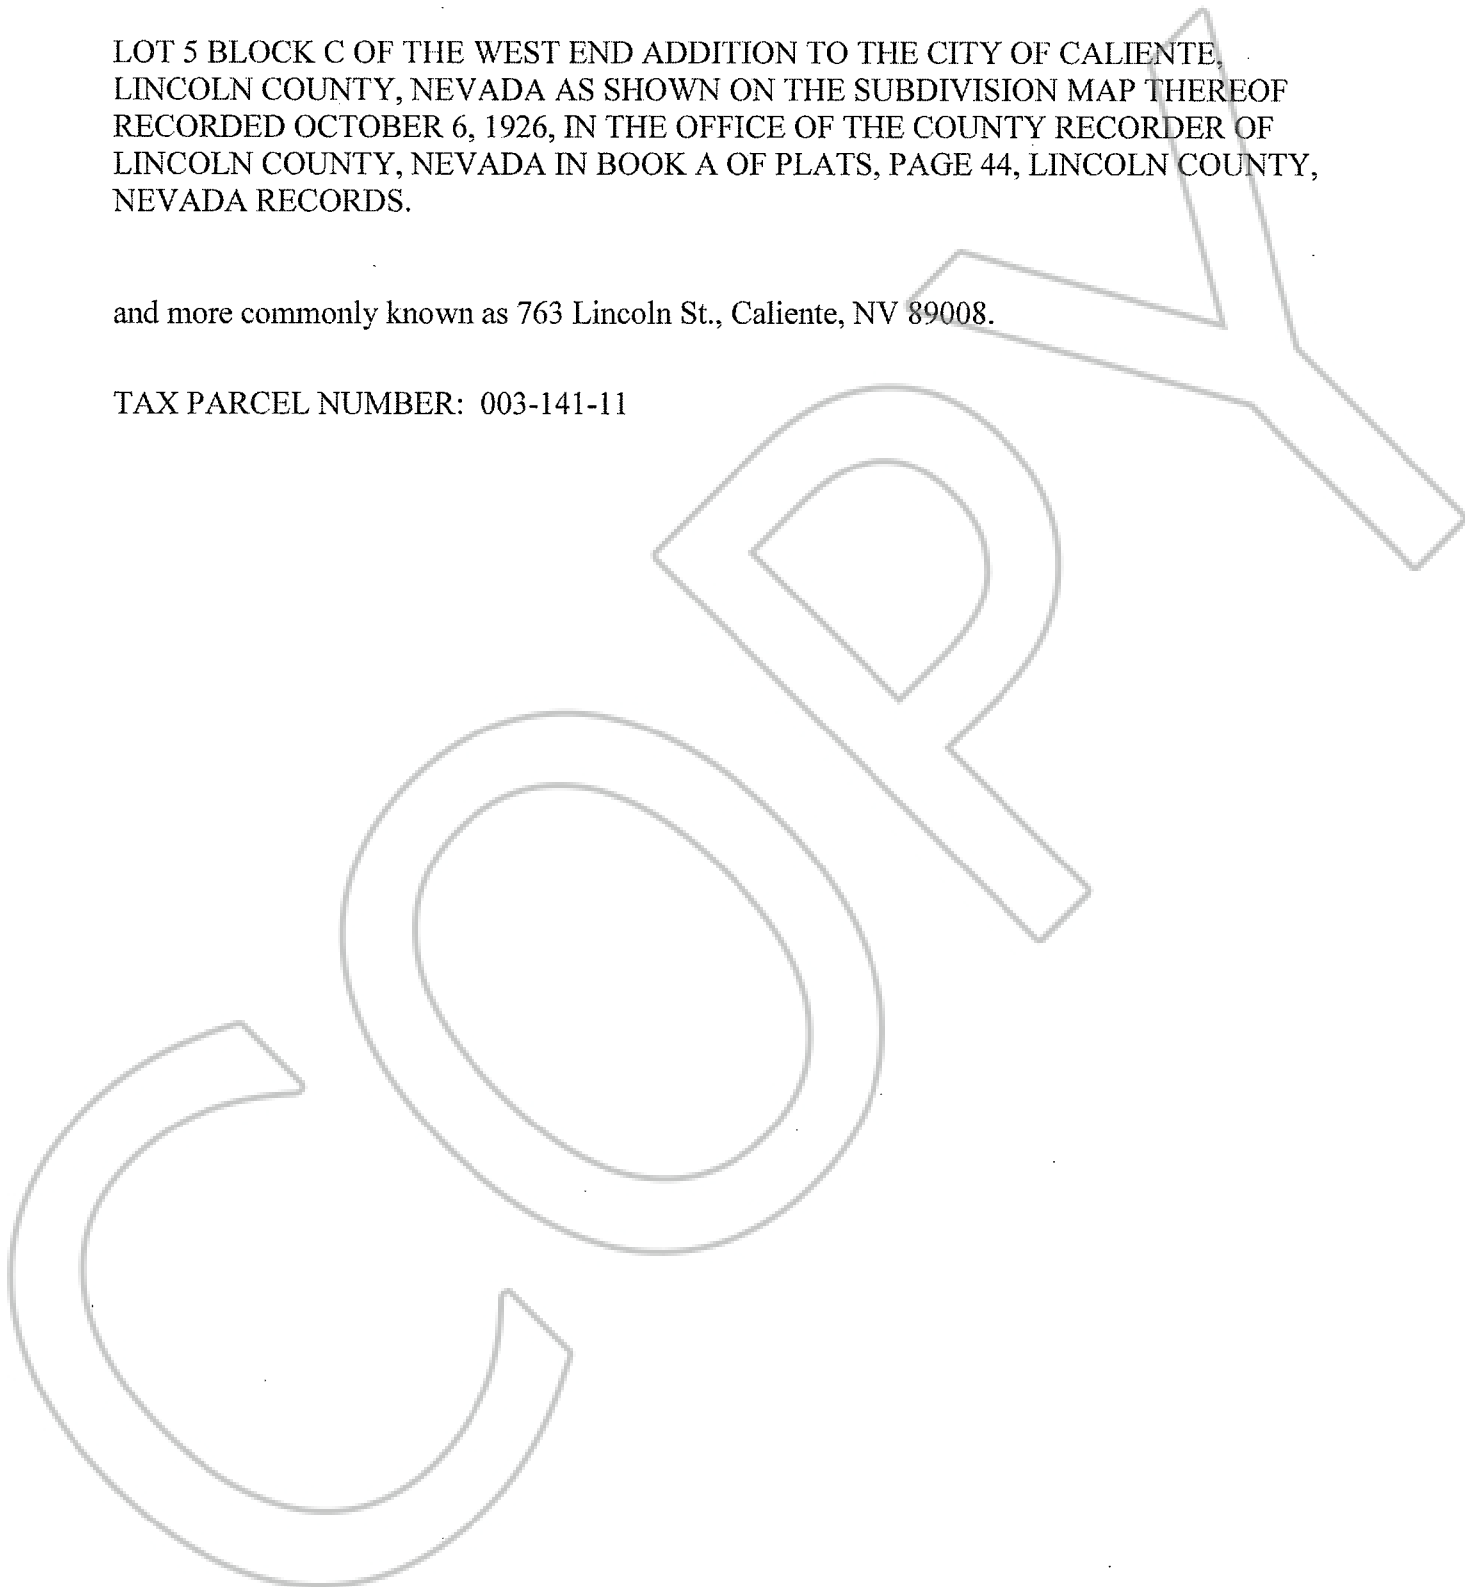 LOT 5 BLOCK C OF THE WEST END ADDITION TO THE CITY OF CALIENTE,
LINCOLN COUNTY, NEVADA AS SHOWN ON THE SUBDIVISION MAP THEREOF
RECORDED OCTOBER 6, 1926, IN THE OFFICE OF THE COUNTY RECORDER OF
LINCOLN COUNTY, NEVADA IN BOOK A OF PLATS, PAGE 44, LINCOLN COUNTY,
NEVADA RECORDS.
and more commonly known as 763 Lincoln St., Caliente, NV 89008.
TAX PARCEL NUMBER: 003-141-11
COPY